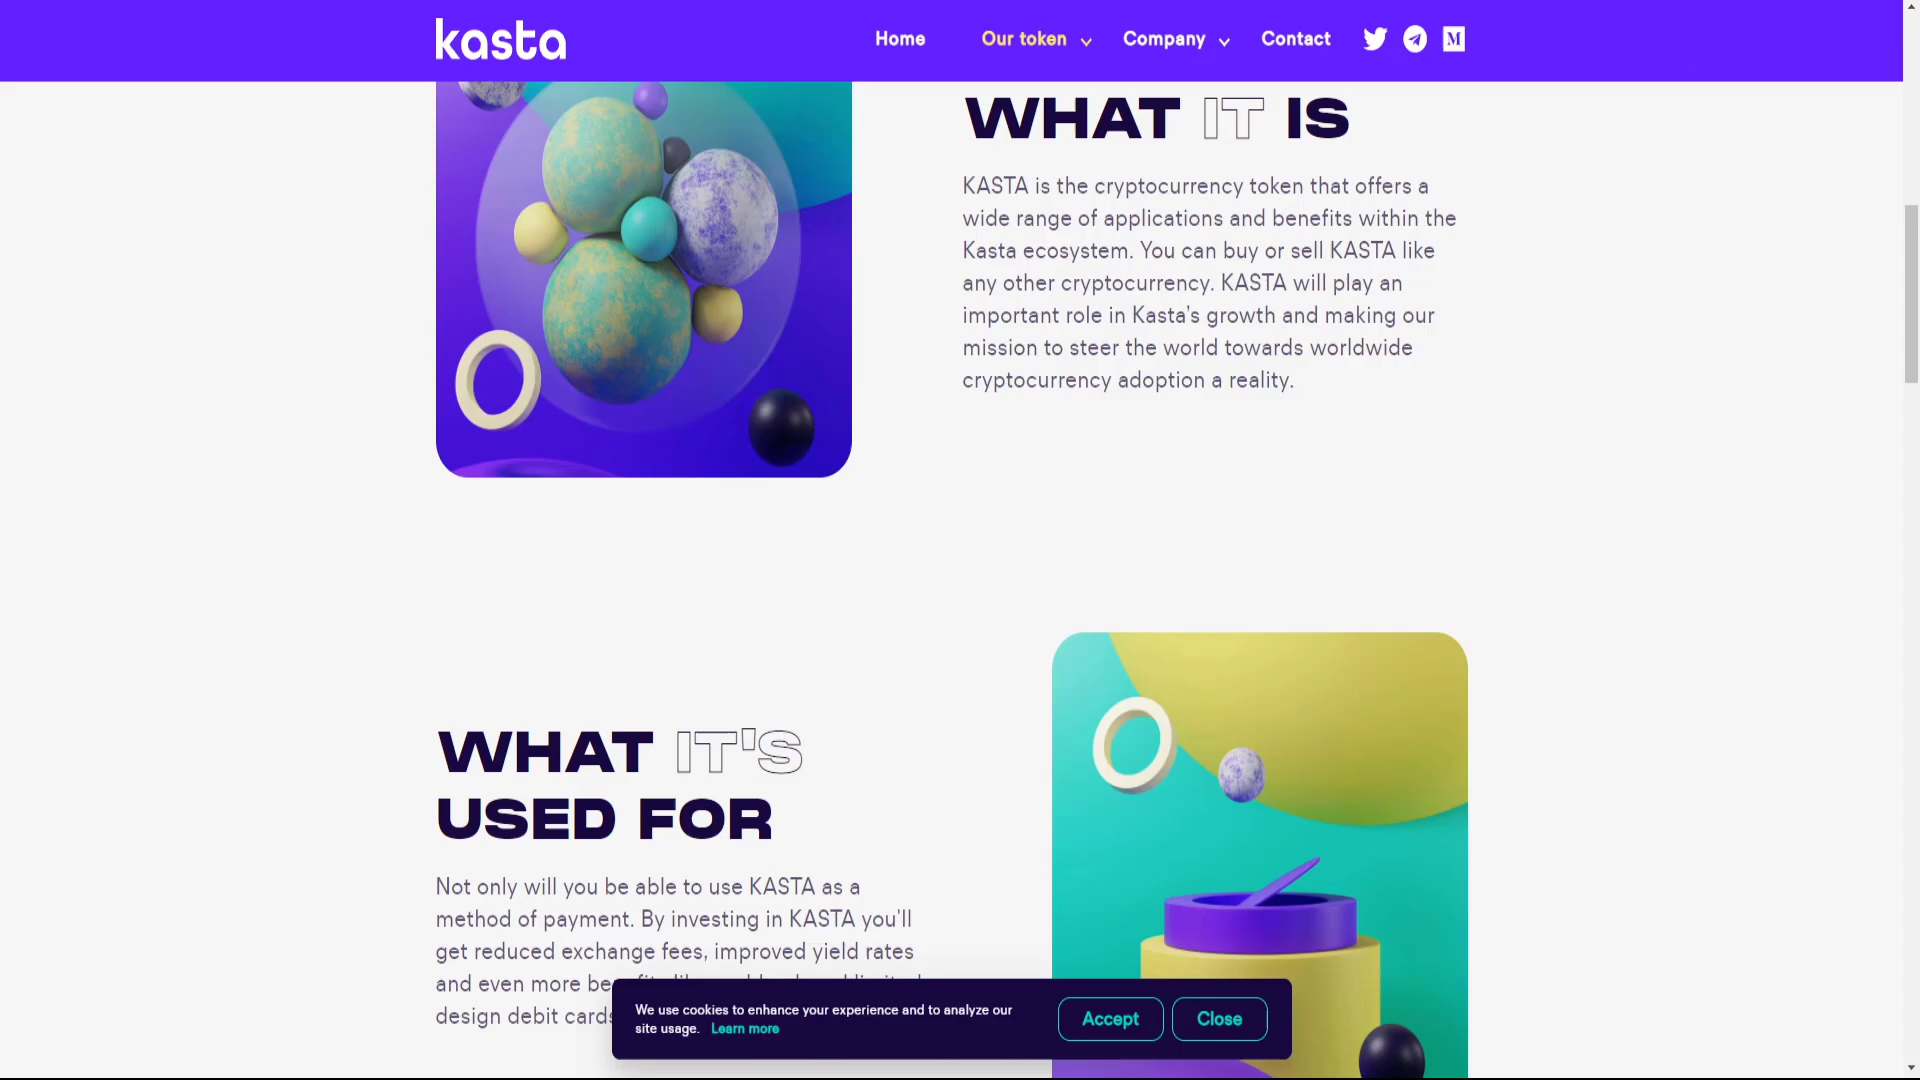 kasta
Home
Our token
Company
Contact
WHAT IT IS
KASTA is the cryptocurrency token that offers a
wide range of applications and benefits within the
Kasta ecosystem. You can buy or sell KASTA like
any other cryptocurrency. KASTA will play an
important role in Kasta's growth and making our
mission to steer the world towards worldwide
cryptocurrency adoption a reality.
WHAT IT'S
USED FOR
Not only will you be able to use KASTA as a
method of payment. By investing in KASTA you'll
get reduced exchange fees, improved yield rates
and even more
design debit cards
We use cookies to enhance your experience and to analyze our
site usage. Learn more
Accept
Close